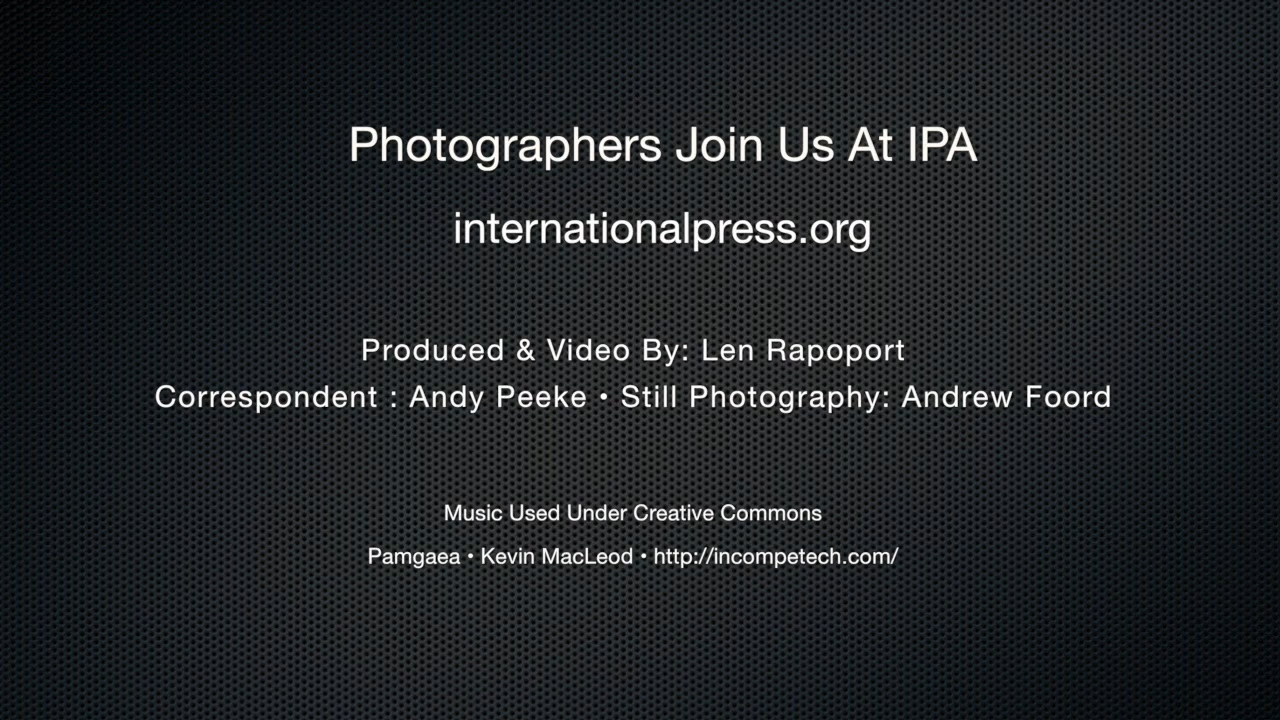 Photographers Join Us At IPA
internationalpress.org
Produced & Video By: Len Rapoport
Correspondent : Andy Peeke • Still Photography: Andrew Foord
Music Used Under Creative Commons
Pamgaea • Kevin MacLeod • http://incompetech.com/